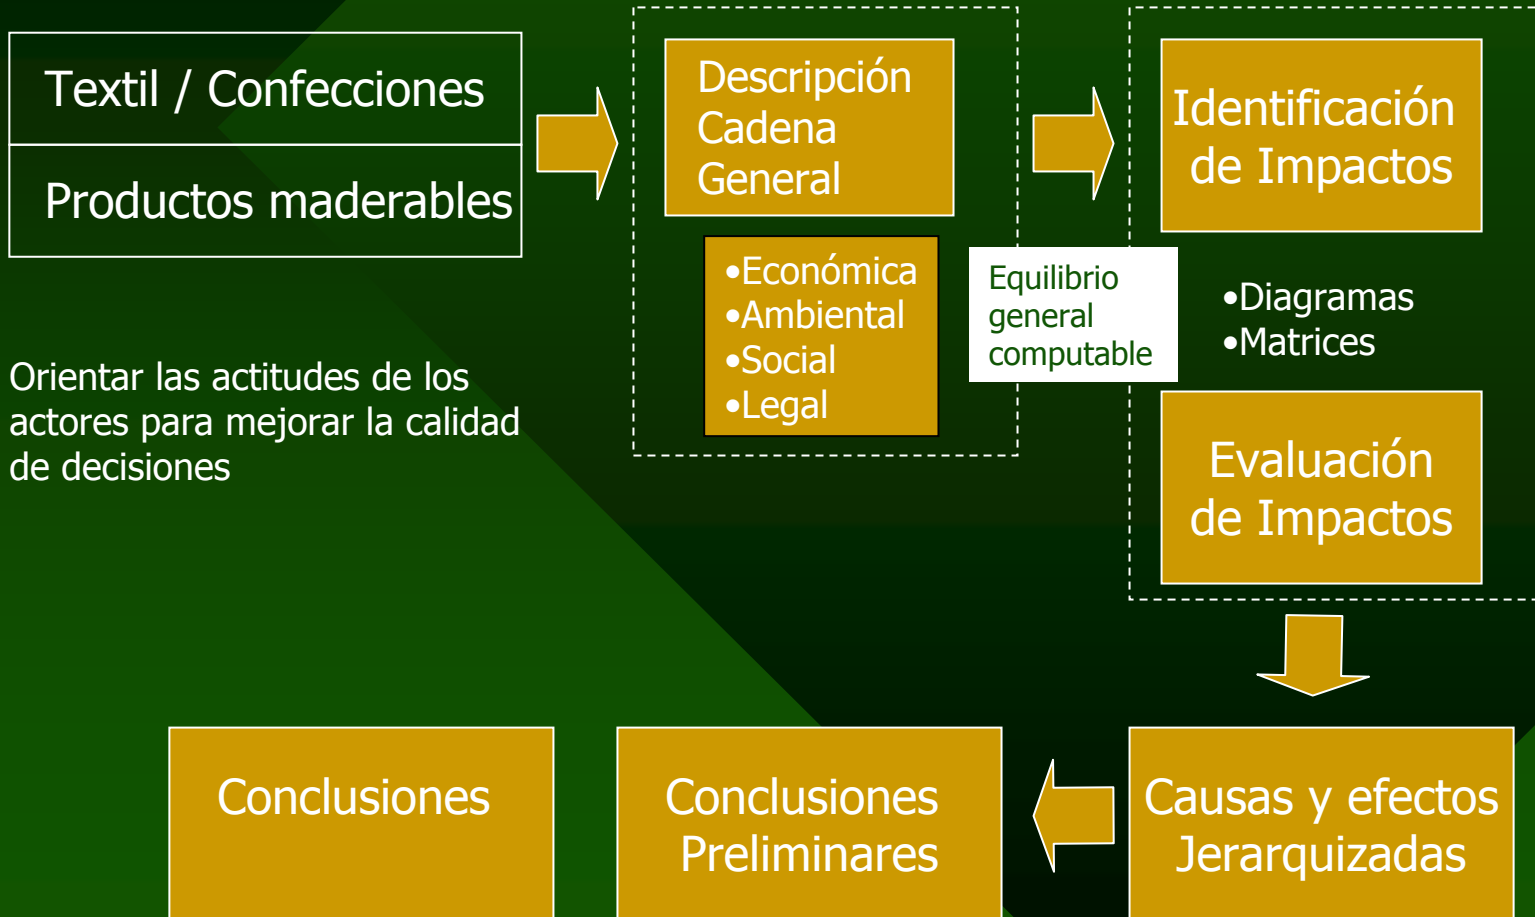 Textil / Confecciones
Productos maderables
Orientar las actitudes de los
actores para mejorar la calidad
de decisiones
Descripción
Cadena
General
•Económica
•Ambiental
•Social
•Legal
Equilibrio
general
computable
Identificación
de Impactos
•Diagramas
•Matrices
Evaluación
de Impactos
Causas y efectos
Jerarquizadas
Conclusiones
Preliminares
Conclusiones